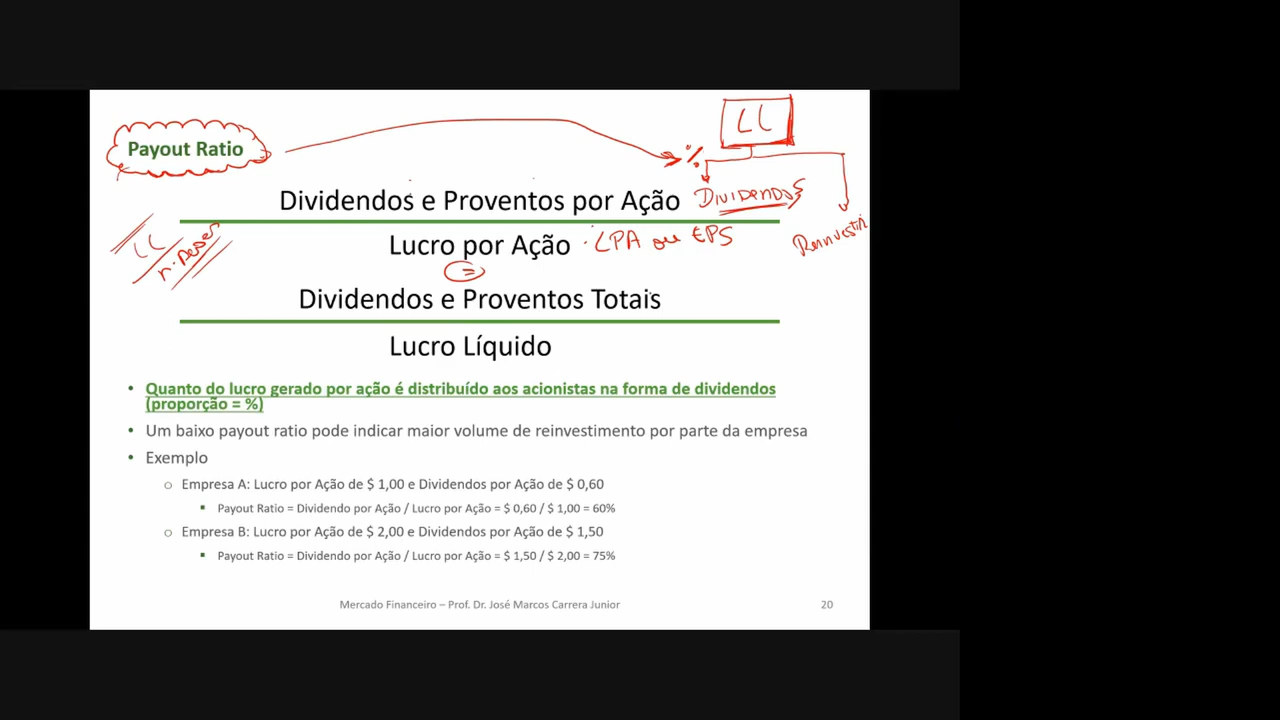 LL
Payout Ratio
%
Dividendos e Proventos por Ação
DIVIDENDOS
Lucro por Ação
LPA ou EPS
Reinvestir
LL
=
Dividendos e Proventos Totais
Lucro Líquido
• Quanto do lucro gerado por ação é distribuído aos acionistas na forma de dividendos
(proporção = %)
• Um baixo payout ratio pode indicar maior volume de reinvestimento por parte da empresa
• Exemplo
o Empresa A: Lucro por Ação de $ 1,00 e Dividendos por Ação de $ 0,60
▪ Payout Ratio = Dividendo por Ação / Lucro por Ação = $ 0,60 / $ 1,00 = 60%
o Empresa B: Lucro por Ação de $ 2,00 e Dividendos por Ação de $ 1,50
▪ Payout Ratio = Dividendo por Ação / Lucro por Ação = $ 1,50 / $ 2,00 = 75%
Mercado Financeiro – Prof. Dr. José Marcos Carrera Junior
20